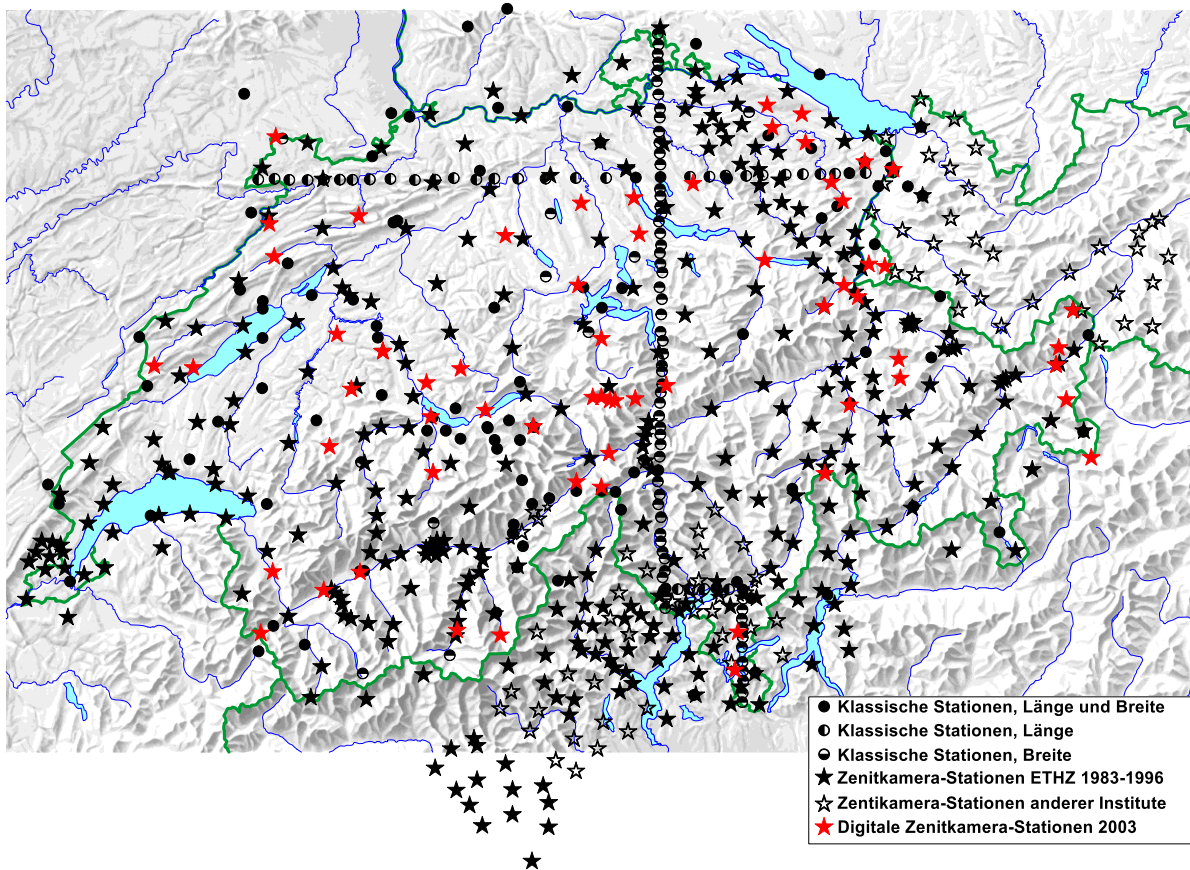 Klassische Stationen, Länge und Breite
Klassische Stationen, Länge
Klassische Stationen, Breite
Zenitkamera-Stationen ETHZ 1983-1996
Zentikamera-Stationen anderer Institute
Digitale Zenitkamera-Stationen 2003